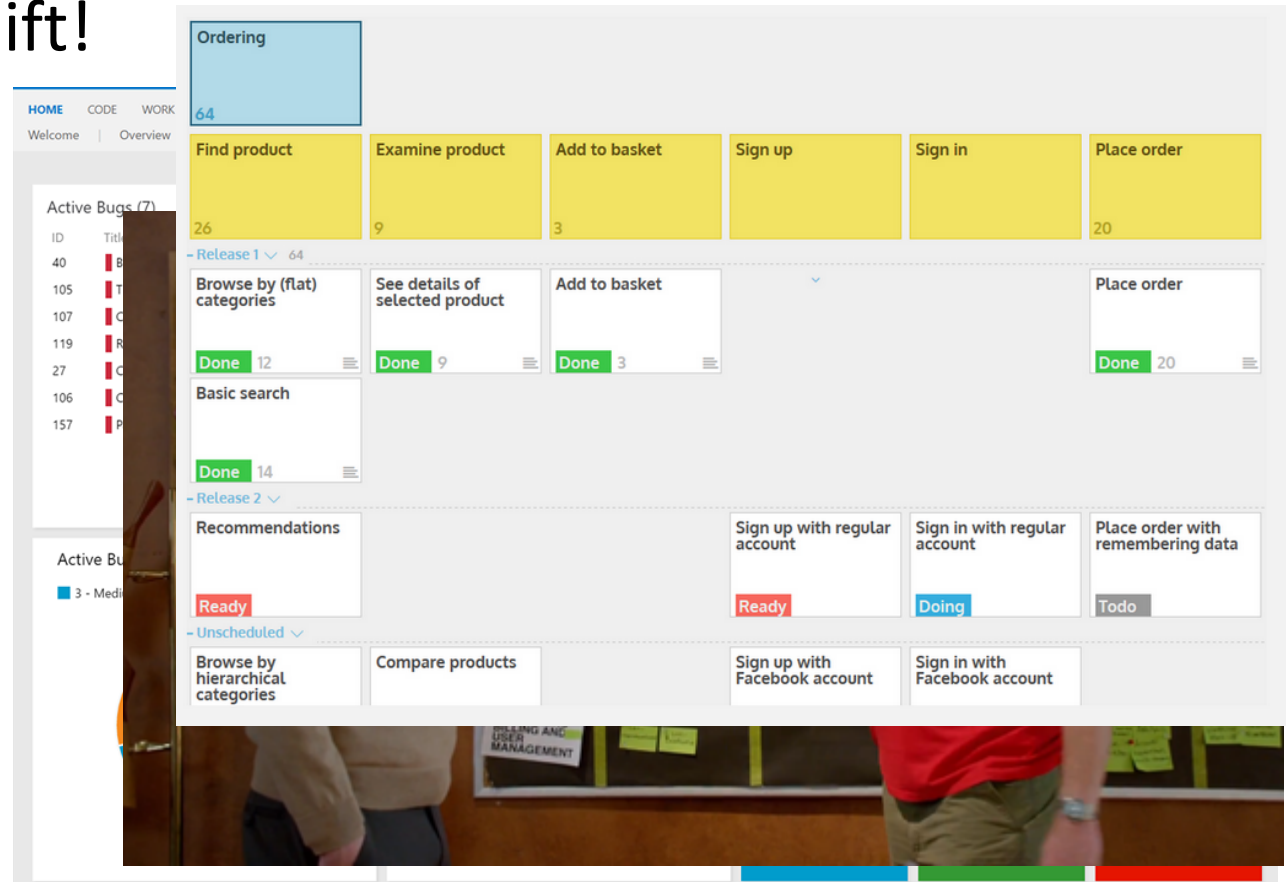 ift!
HOME CODE WORK
Welcome | Overview
Active Bugs (7)
ID
40
105
107
119
27
106
157
3 - Medi
Ordering
64
Find product
26
Examine product
9
Add to basket
3
Sign up
Sign in
Place order
20
Release 1 64
Browse by (flat)
categories
Done 12
See details of
selected product
Done 9
Add to basket
Done 3
Place order
Done 20
Basic search
Done 14
Release 2
Recommendations
Ready
Sign up with regular
account
Ready
Sign in with regular
account
Doing
Place order with
remembering data
Todo
Unscheduled
Browse by
hierarchical
categories
Compare products
Sign up with
Facebook account
Sign in with
Facebook account
BILLING AND
USER
MANAGEMENT